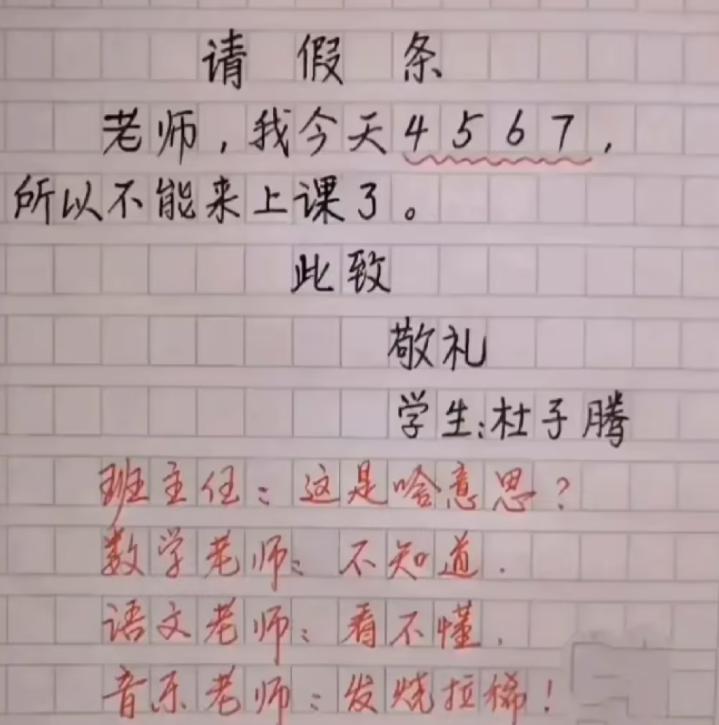 请假条
老师，我今天4567，
所以不能来上课了。
此致
敬礼
学生：杜子腾
班主任：这是啥意思？
数学老师：不知道．
语文老师：看不懂．
音乐老师：发烧拉稀！